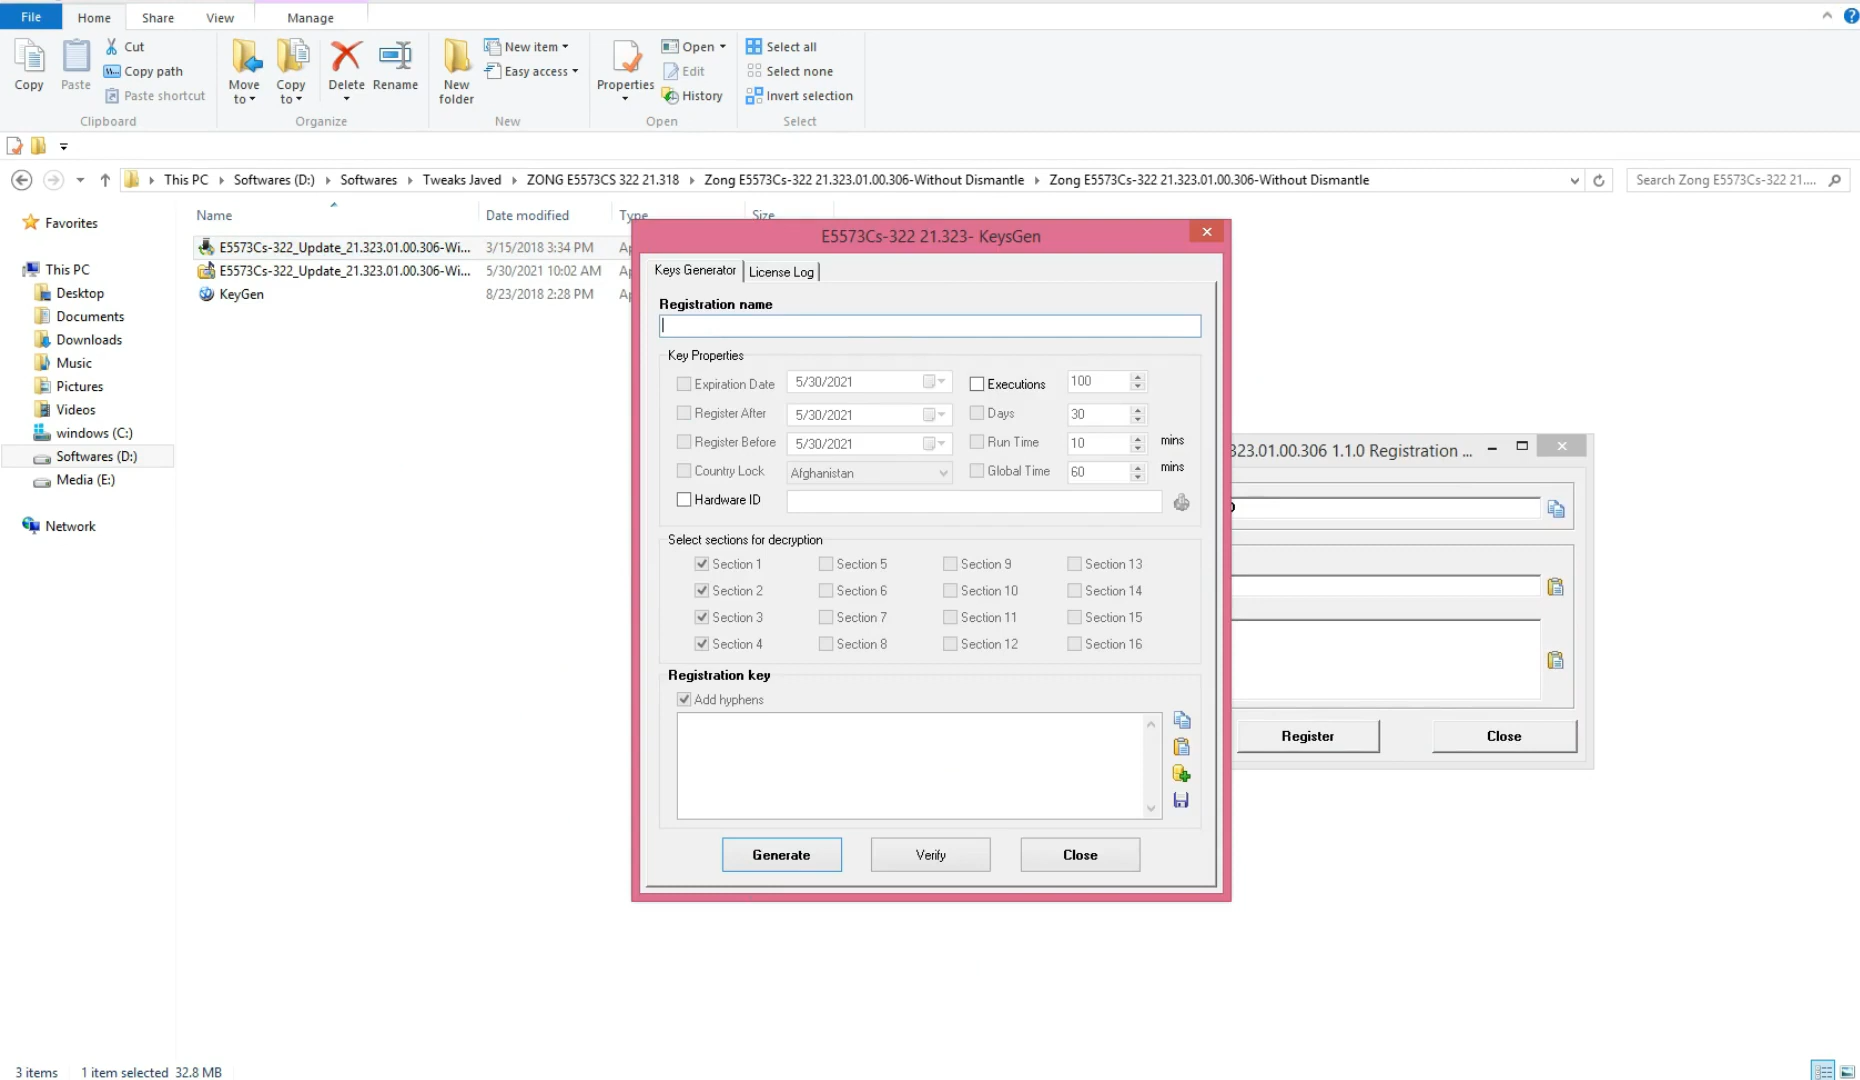 File Home Share View Manage
Copy Paste Cut Copy path Paste shortcut
Move to Copy to Delete Rename
New folder New item Easy access
Properties Open Edit History
Select all Select none Invert selection
Clipboard Organize New Open Select
This PC Softwares (D:) Softwares Tweaks Javed ZONG E5573CS 322 21.318 Zong E5573Cs-322 21.323.01.00.306-Without Dismantle Zong E5573Cs-322 21.323.01.00.306-Without Dismantle
Search Zong E5573Cs-322 21....
Favorites
This PC
Desktop
Documents
Downloads
Music
Pictures
Videos
windows (C:)
Softwares (D:)
Media (E:)
Network
Name Date modified Type Size
E5573Cs-322_Update_21.323.01.00.306-Wi... 3/15/2018 3:34 PM Ap
E5573Cs-322_Update_21.323.01.00.306-Wi... 5/30/2021 10:02 AM Ap
KeyGen 8/23/2018 2:28 PM Ap
E5573Cs-322 21.323- KeysGen
Keys Generator License Log
Registration name
Key Properties
Expiration Date 5/30/2021 Executions 100
Register After 5/30/2021 Days 30
Register Before 5/30/2021 Run Time 10 mins
Country Lock Afghanistan Global Time 60 mins
Hardware ID
Select sections for decryption
Section 1 Section 5 Section 9 Section 13
Section 2 Section 6 Section 10 Section 14
Section 3 Section 7 Section 11 Section 15
Section 4 Section 8 Section 12 Section 16
Registration key
Add hyphens
Generate Verify Close
323.01.00.306 1.1.0 Registration ...
Register Close
3 items 1 item selected 32.8 MB